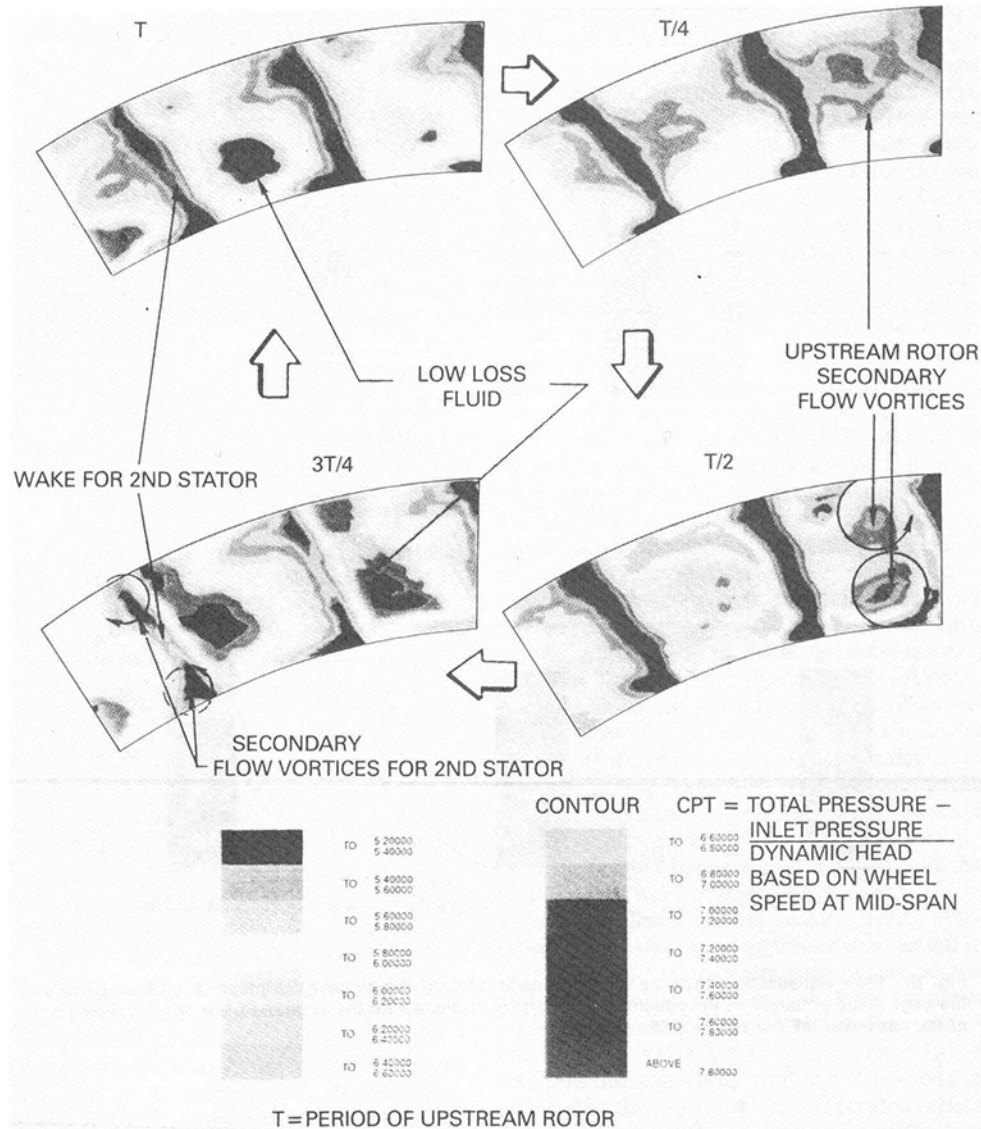 T
T/4
UPSTREAM ROTOR
SECONDARY
FLOW VORTICES
LOW LOSS
FLUID
WAKE FOR 2ND STATOR
3T/4
T/2
SECONDARY
FLOW VORTICES FOR 2ND STATOR
TO 5.20000
5.40000
TO 5.40000
5.60000
TO 5.60000
5.80000
TO 5.80000
6.00000
TO 6.00000
6.20000
TO 6.20000
6.40000
TO 6.40000
6.60000
CONTOUR
TO 6.60000
6.80000
TO 6.80000
7.00000
TO 7.00000
7.20000
TO 7.20000
7.40000
TO 7.40000
7.60000
TO 7.60000
7.80000
ABOVE
7.80000
CPT = TOTAL PRESSURE –
INLET PRESSURE
DYNAMIC HEAD
BASED ON WHEEL
SPEED AT MID-SPAN
T = PERIOD OF UPSTREAM ROTOR